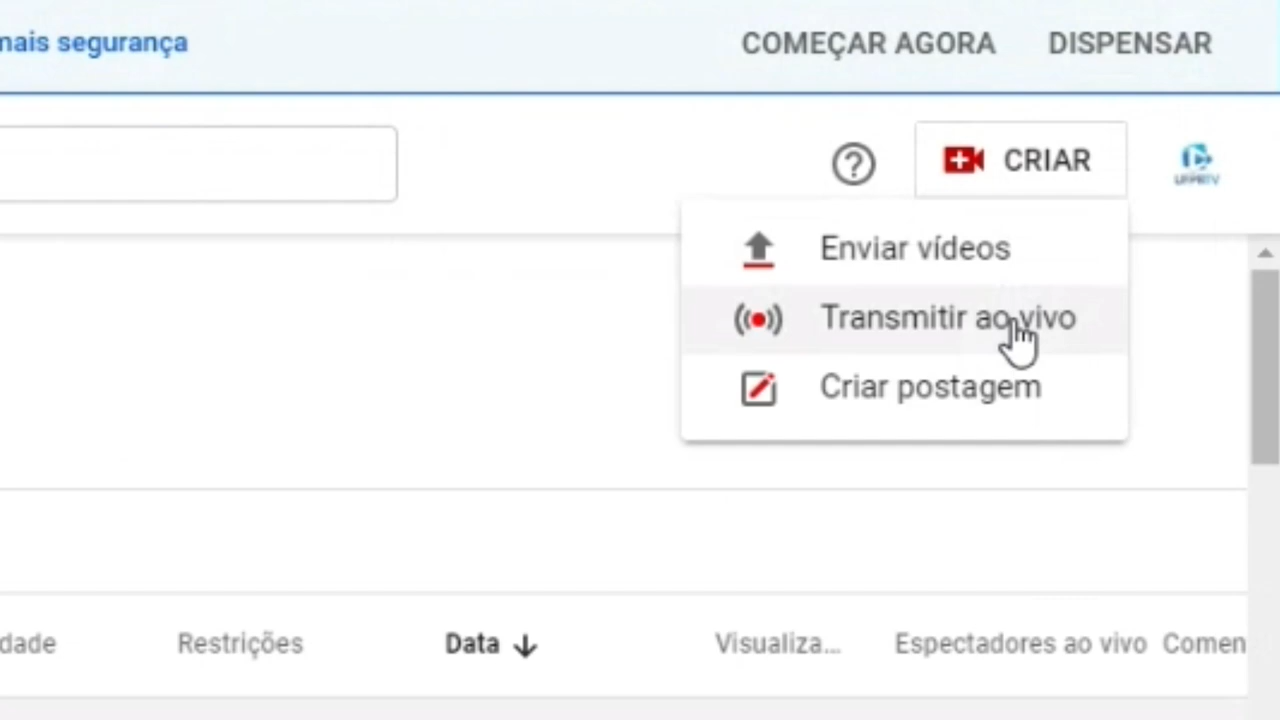 mais segurança
COMEÇAR AGORA
DISPENSAR
CRIAR
Enviar vídeos
Transmitir ao vivo
Criar postagem
dade
Restrições
Data
Visualiza...
Espectadores ao vivo
Comen